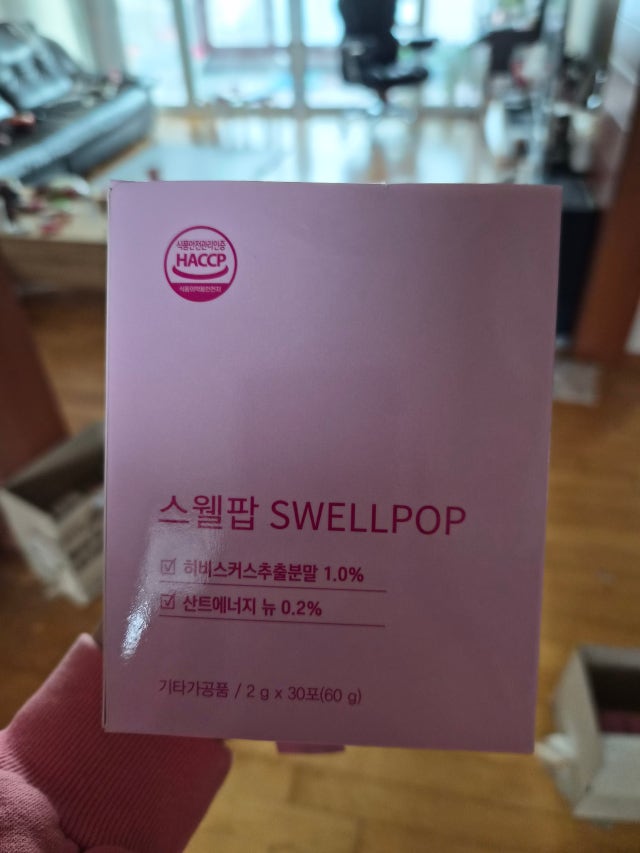 식품안전관리인증
HACCP
식품의약품안전처
스웰팝 SWELLPOP
히비스커스추출분말 1.0%
산트에너지 뉴 0.2%
기타가공품 / 2 g x 30포(60 g)